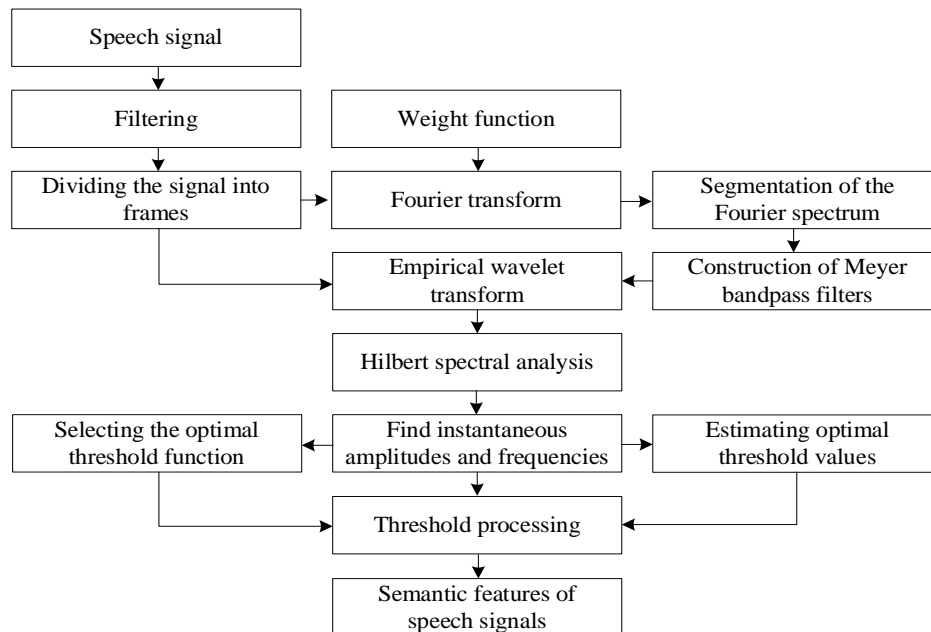 Speech signal
Filtering
Weight function
Dividing the signal into
frames
Fourier transform
Segmentation of the
Fourier spectrum
Empirical wavelet
transform
Construction of Meyer
bandpass filters
Hilbert spectral analysis
Selecting the optimal
threshold function
Find instantaneous
amplitudes and frequencies
Estimating optimal
threshold values
Threshold processing
Semantic features of
speech signals